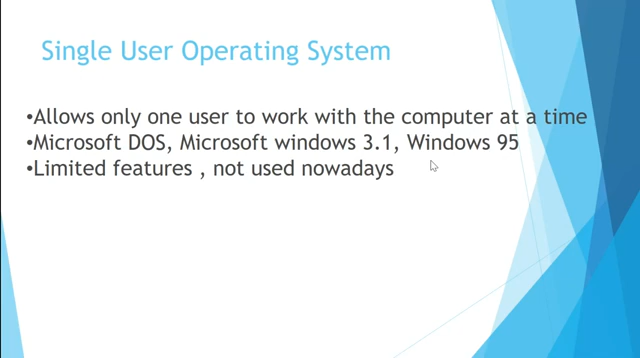 Single User Operating System
•Allows only one user to work with the computer at a time
•Microsoft DOS, Microsoft windows 3.1, Windows 95
•Limited features , not used nowadays